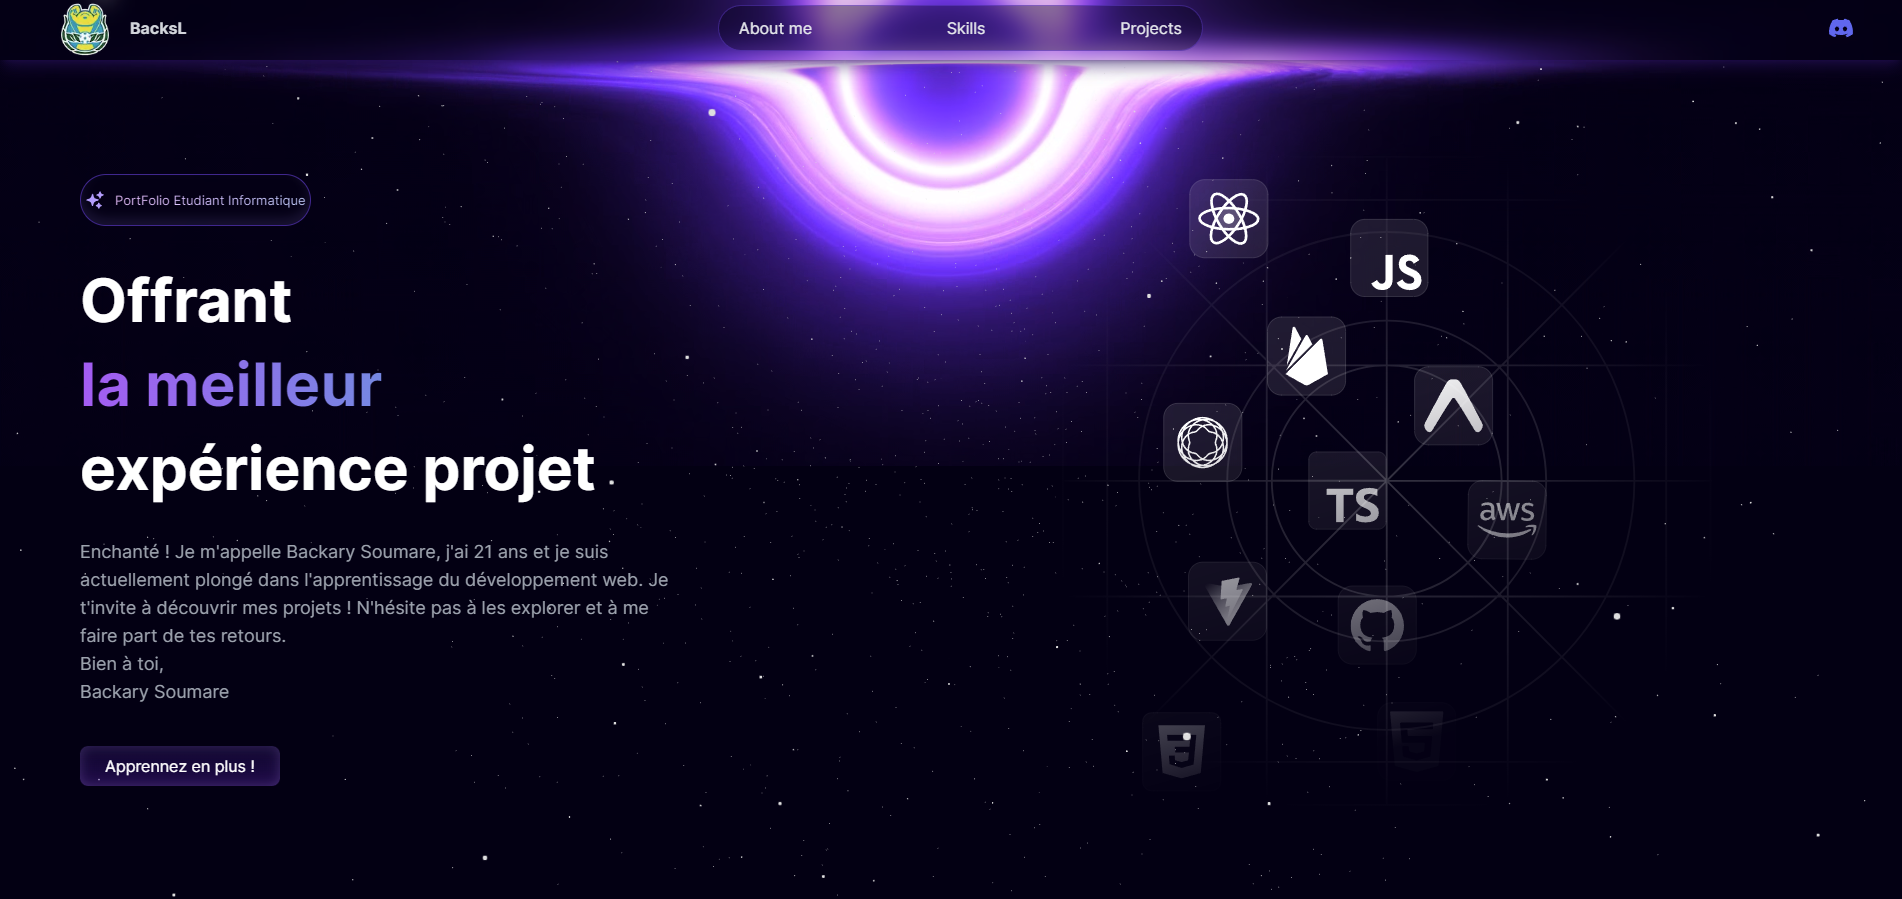 BacksL
About me
Skills
Projects
PortFolio Etudiant Informatique
Offrant
la meilleur
expérience projet
Enchanté ! Je m'appelle Backary Soumare, j'ai 21 ans et je suis
actuellement plongé dans l'apprentissage du développement web. Je
t'invite à découvrir mes projets ! N'hésite pas à les explorer et à me
faire part de tes retours.
Bien à toi,
Backary Soumare
Apprennez en plus !
JS
TS
aws
3
5